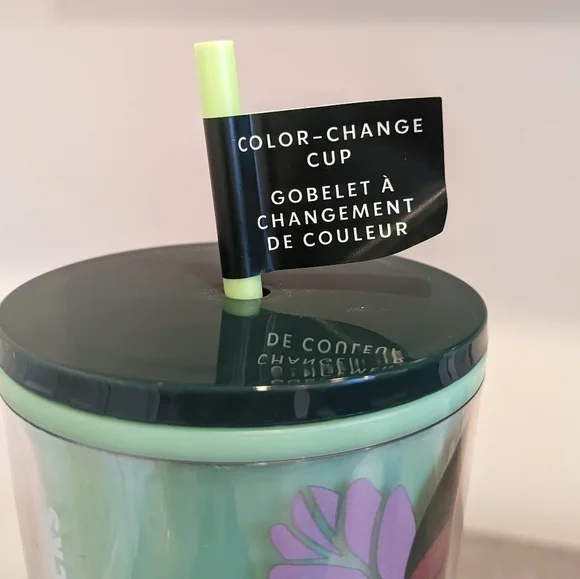 COLOR-CHANGE
CUP
GOBELET À
CHANGEMENT
DE COULEUR